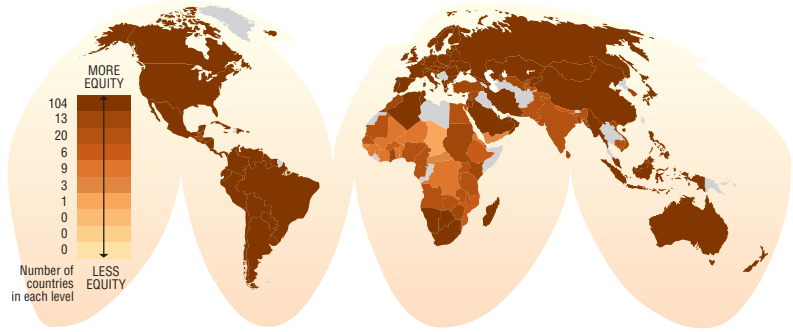 MORE
EQUITY
104
13
20
6
9
3
1
0
0
0
0
Number of
countries
in each level
LESS
EQUITY